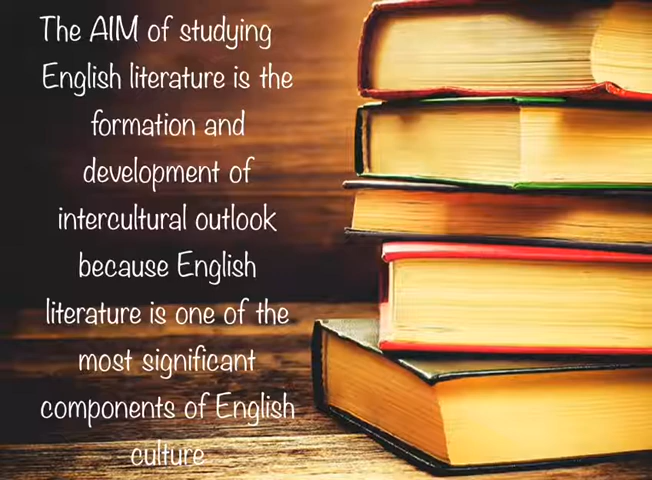 The AIM of studying
English literature is the
formation and
development of
intercultural outlook
because English
literature is one of the
most significant
components of English
culture